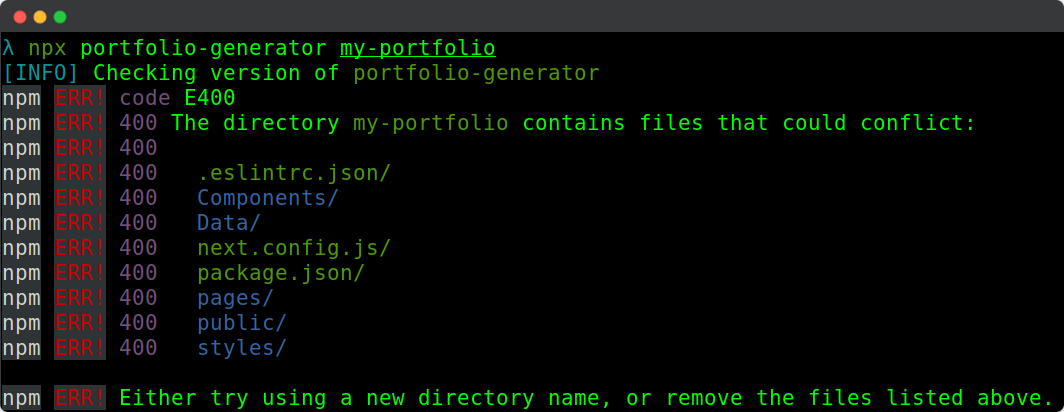 λ npx portfolio-generator my-portfolio
[INFO] Checking version of portfolio-generator
npm ERR! code E400
npm ERR! 400 The directory my-portfolio contains files that could conflict:
npm ERR! 400
npm ERR! 400   .eslintrc.json/
npm ERR! 400   Components/
npm ERR! 400   Data/
npm ERR! 400   next.config.js/
npm ERR! 400   package.json/
npm ERR! 400   pages/
npm ERR! 400   public/
npm ERR! 400   styles/
npm ERR! Either try using a new directory name, or remove the files listed above.